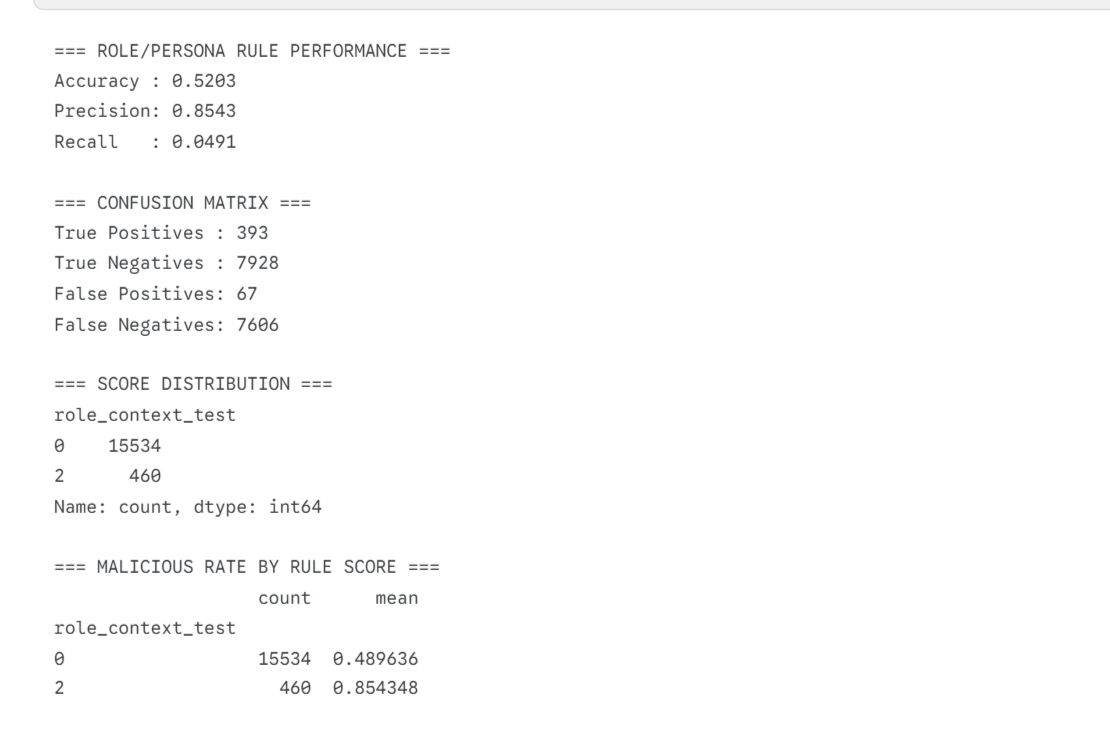 === ROLE/PERSONA RULE PERFORMANCE ===
Accuracy : 0.5203
Precision: 0.8543
Recall   : 0.0491
=== CONFUSION MATRIX ===
True Positives : 393
True Negatives : 7928
False Positives: 67
False Negatives: 7606
=== SCORE DISTRIBUTION ===
role_context_test
0    15534
2      460
Name: count, dtype: int64
=== MALICIOUS RATE BY RULE SCORE ===
                   count      mean
role_context_test
0                  15534  0.489636
2                    460  0.854348